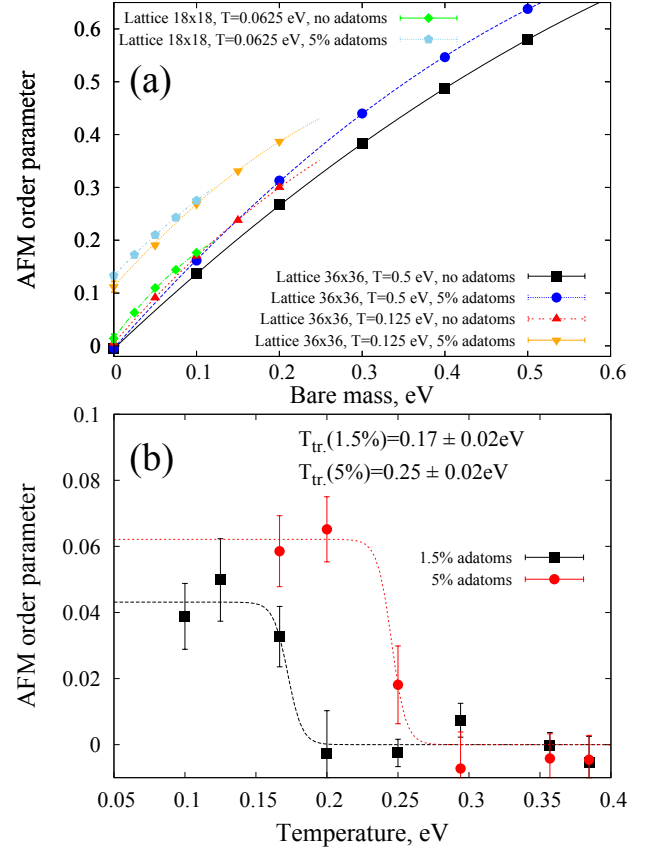 Lattice 18x18, T=0.0625 eV, no adatoms
Lattice 18x18, T=0.0625 eV, 5% adatoms
(a)
AFM order parameter
0.6
0.5
0.4
0.3
0.2
0.1
0
Lattice 36x36, T=0.5 eV, no adatoms
Lattice 36x36, T=0.5 eV, 5% adatoms
Lattice 36x36, T=0.125 eV, no adatoms
Lattice 36x36, T=0.125 eV, 5% adatoms
0 0.1 0.2 0.3 0.4 0.5 0.6
Bare mass, eV
(b)
T_tr.(1.5%)=0.17 ± 0.02eV
T_tr.(5%)=0.25 ± 0.02eV
AFM order parameter
0.1
0.08
0.06
0.04
0.02
0
1.5% adatoms
5% adatoms
0.05 0.1 0.15 0.2 0.25 0.3 0.35 0.4
Temperature, eV